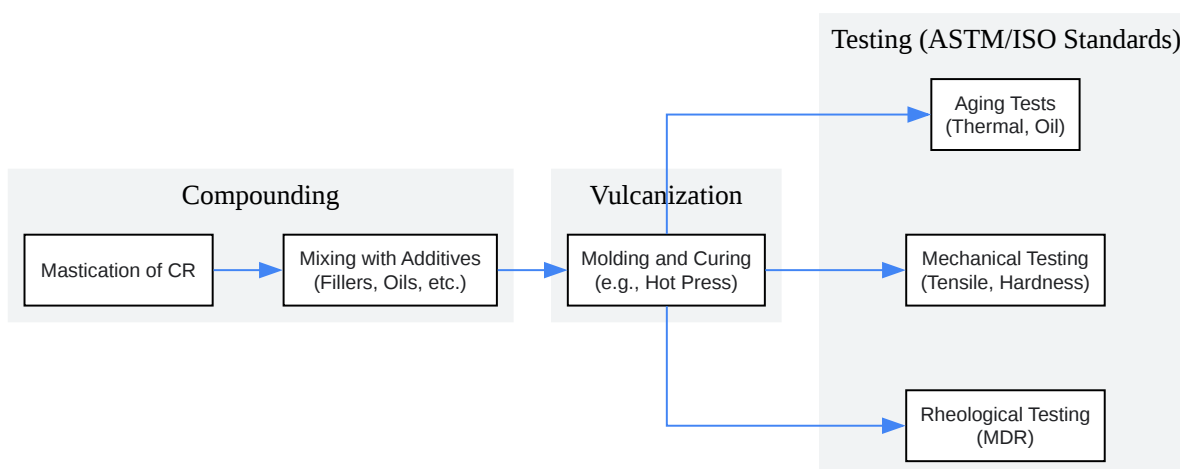 Testing (ASTM/ISO Standards)
Aging Tests
(Thermal, Oil)
Compounding
Vulcanization
Mastication of CR
Mixing with Additives
(Fillers, Oils, etc.)
Molding and Curing
(e.g., Hot Press)
Mechanical Testing
(Tensile, Hardness)
Rheological Testing
(MDR)